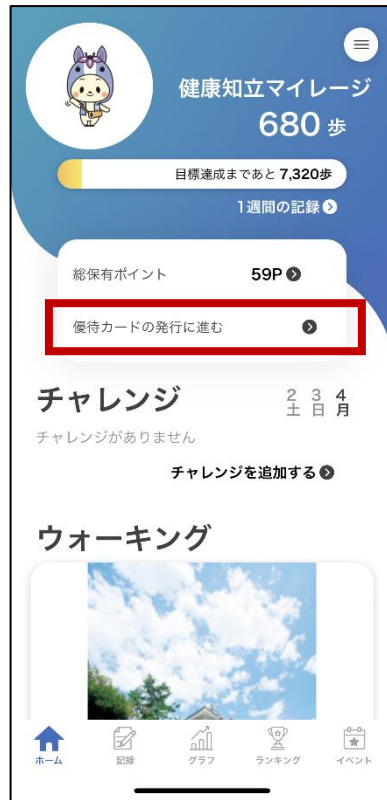 健康知立マイレージ
680 歩
目標達成まであと 7,320歩
1週間の記録
総保有ポイント 59P
優待カードの発行に進む
チャレンジ
2 3 4
土 日 月
チャレンジがありません
チャレンジを追加する
ウォーキング
ホーム 記録 グラフ ランキング イベント